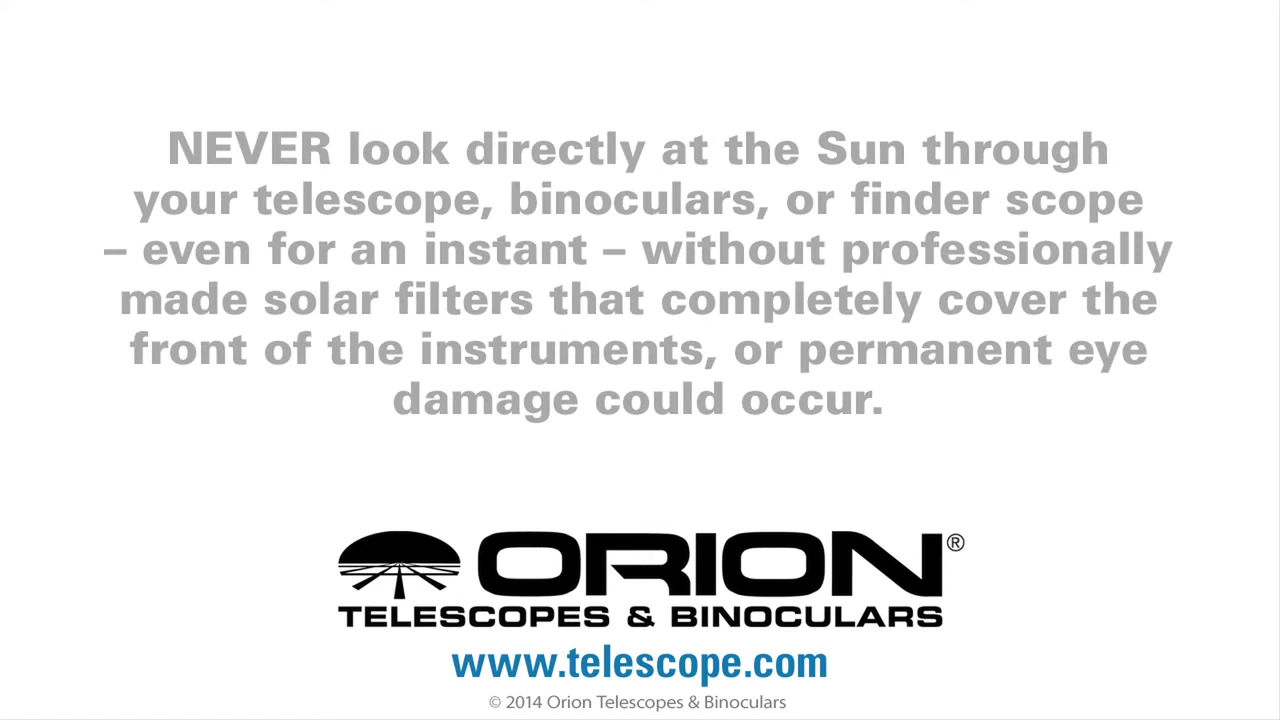 NEVER look directly at the Sun through
your telescope, binoculars, or finder scope
– even for an instant – without professionally
made solar filters that completely cover the
front of the instruments, or permanent eye
damage could occur.
ORION®
TELESCOPES & BINOCULARS
www.telescope.com
© 2014 Orion Telescopes & Binoculars